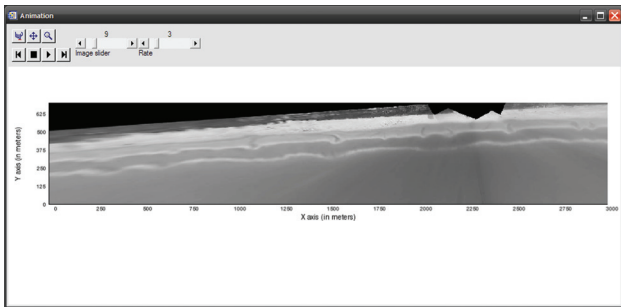 Animation
9 3
Image slider Rate
625
500
375
250
125
0
Y axis (in meters)
0 250 500 750 1000 1250 1500 1750 2000 2250 2500 2750 3000
X axis (in meters)